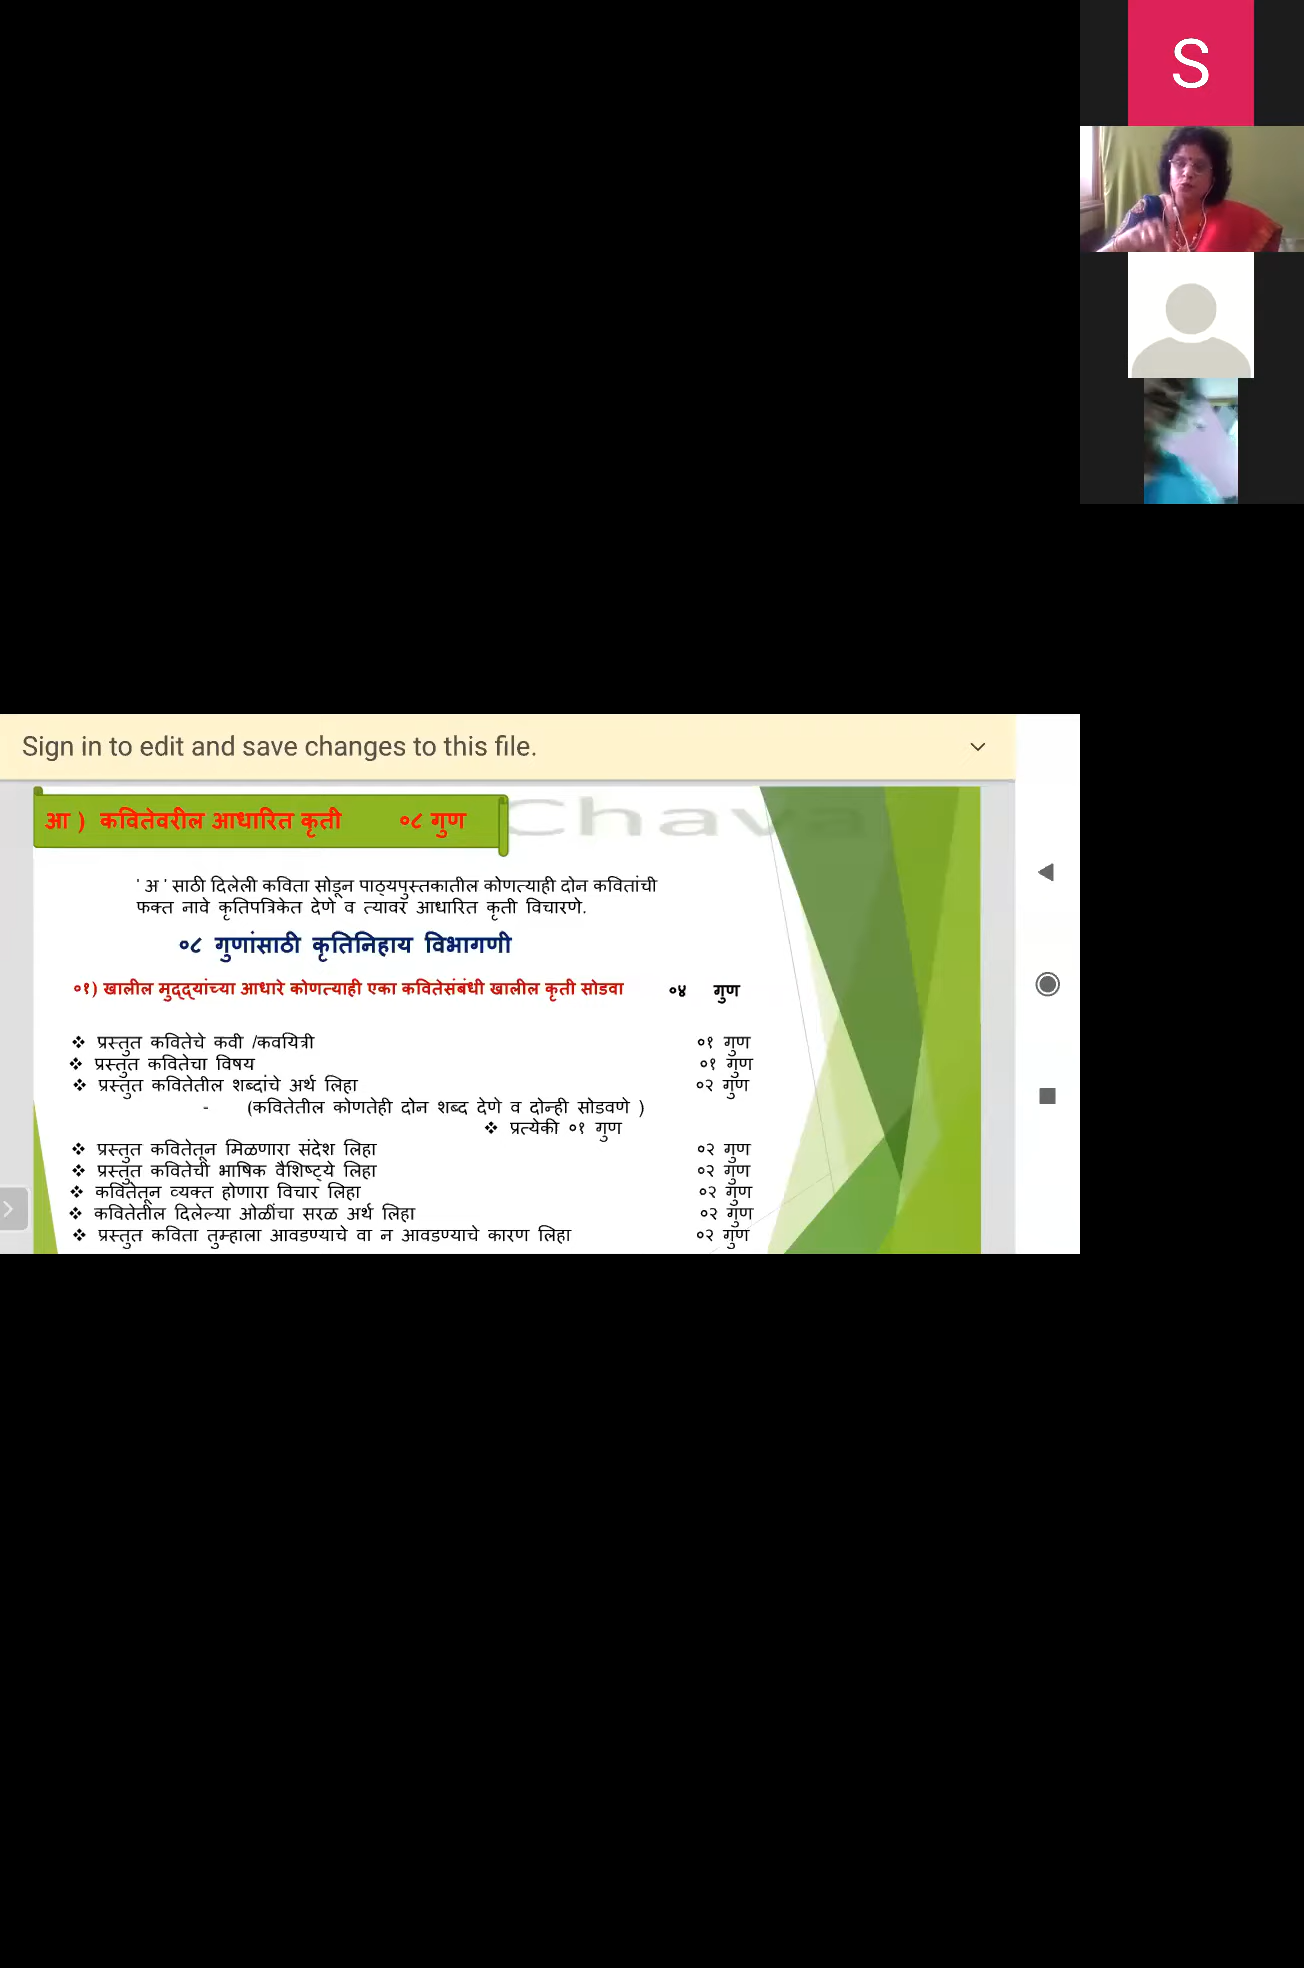 S
Sign in to edit and save changes to this file.
Chava
आ ) कवितेवरील आधारित कृती ०८ गुण
' अ ' साठी दिलेली कविता सोडून पाठ्यपुस्तकातील कोणत्याही दोन कवितांची
फक्त नावे कृतिपत्रिकेत देणे व त्यावर आधारित कृती विचारणे.
०८ गुणांसाठी कृतिनिहाय विभागणी
०१) खालील मुद्द्यांच्या आधारे कोणत्याही एका कवितेसंबंधी खालील कृती सोडवा ०४ गुण
❖ प्रस्तुत कवितेचे कवी /कवयित्री ०१ गुण
❖ प्रस्तुत कवितेचा विषय ०१ गुण
❖ प्रस्तुत कवितेतील शब्दांचे अर्थ लिहा ०२ गुण
- (कवितेतील कोणतेही दोन शब्द देणे व दोन्ही सोडवणे )
❖ प्रत्येकी ०१ गुण
❖ प्रस्तुत कवितेतून मिळणारा संदेश लिहा ०२ गुण
❖ प्रस्तुत कवितेची भाषिक वैशिष्ट्ये लिहा ०२ गुण
❖ कवितेतून व्यक्त होणारा विचार लिहा ०२ गुण
❖ कवितेतील दिलेल्या ओळींचा सरळ अर्थ लिहा ०२ गुण
❖ प्रस्तुत कविता तुम्हाला आवडण्याचे वा न आवडण्याचे कारण लिहा ०२ गुण